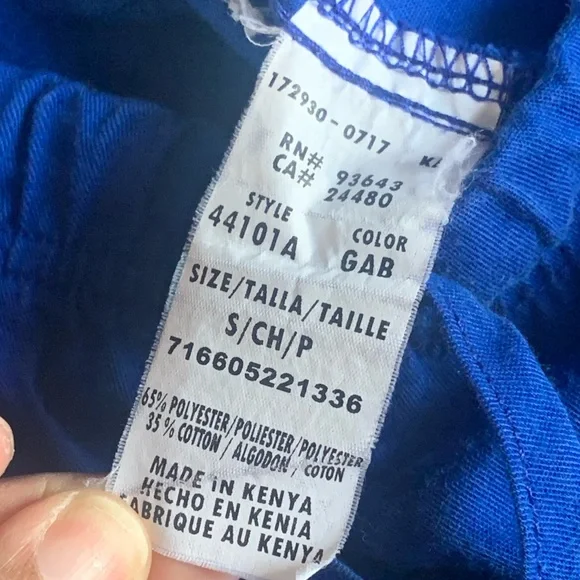 172930-0717 KL
RN# 93643
CA# 24480
STYLE COLOR
44101A GAB
SIZE/TALLA/TAILLE
S/CH/P
716605221336
65% POLYESTER/POLIESTER/POLYESTER
35% COTTON/ALGODON/COTON
MADE IN KENYA
HECHO EN KENIA
FABRIQUE AU KENYA